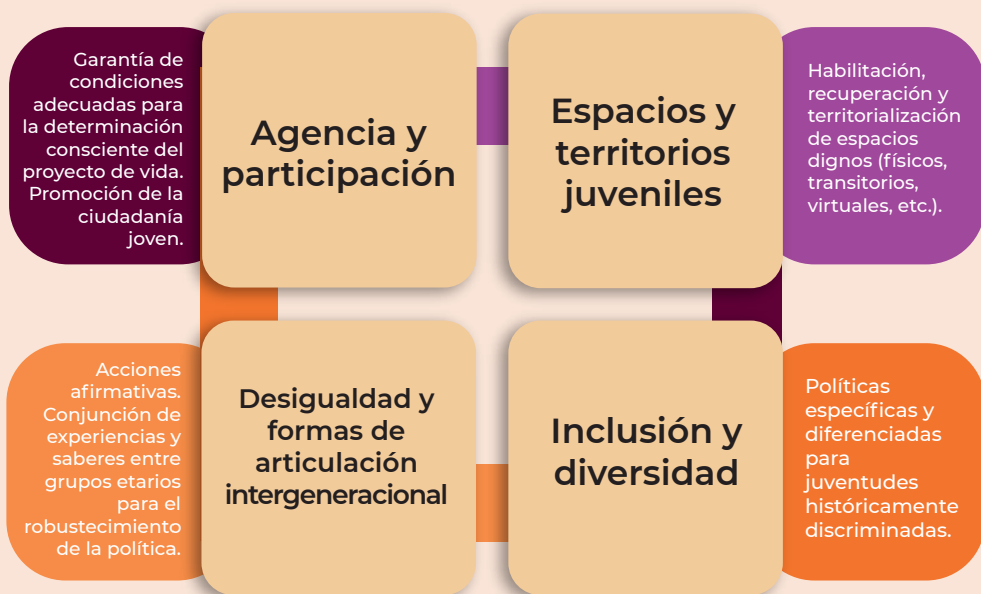 Garantía de
condiciones
adecuadas para
la determinación
consciente del
proyecto de vida.
Promoción de la
ciudadanía
joven.
Agencia y
participación
Espacios y
territorios
juveniles
Habilitación,
recuperación y
territorialización
de espacios
dignos (físicos,
transitorios,
virtuales, etc.).
Acciones
afirmativas.
Conjunción de
experiencias y
saberes entre
grupos etarios
para el
robustecimiento
de la política.
Desigualdad y
formas de
articulación
intergeneracional
Inclusión y
diversidad
Políticas
específicas y
diferenciadas
para
juventudes
históricamente
discriminadas.